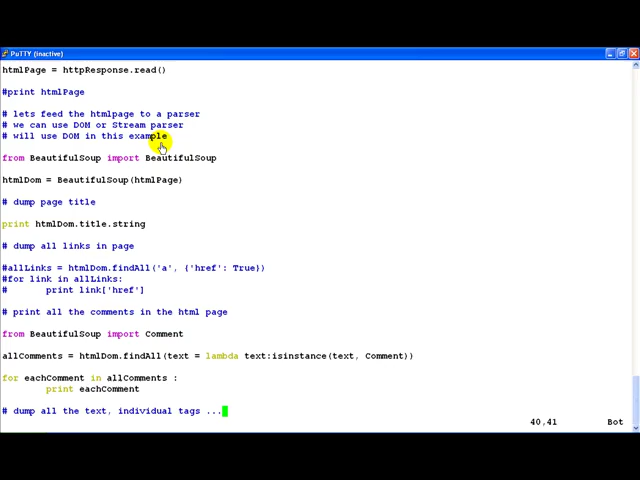 PuTTY (inactive)
htmlPage = httpResponse.read()
#print htmlPage
# lets feed the htmlpage to a parser
# we can use DOM or Stream parser
# will use DOM in this example
from BeautifulSoup import BeautifulSoup
htmlDom = BeautifulSoup(htmlPage)
# dump page title
print htmlDom.title.string
# dump all links in page
#allLinks = htmlDom.findAll('a', {'href': True})
#for link in allLinks:
#       print link['href']
# print all the comments in the html page
from BeautifulSoup import Comment
allComments = htmlDom.findAll(text = lambda text:isinstance(text, Comment))
for eachComment in allComments :
        print eachComment
# dump all the text, individual tags ...
40,41 Bot